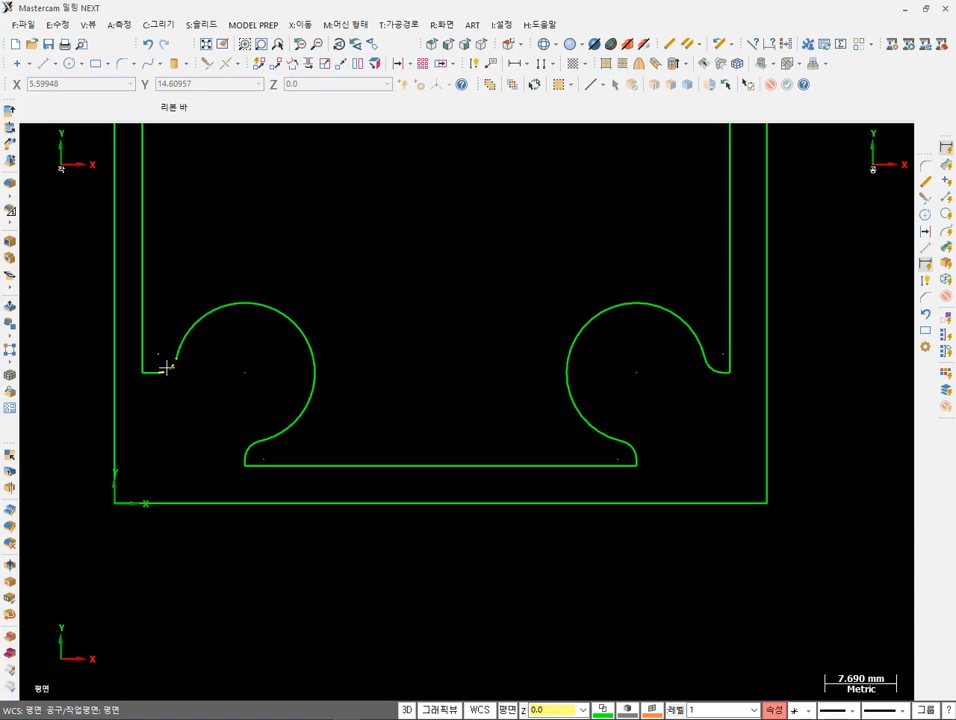 Mastercam 밀링 NEXT
F:파일 E:수정 V:뷰 A:측정 C:그리기 S:솔리드 MODEL PREP X:이동 M:머신 형태 T:가공경로 R:화면 ART I:설정 H:도움말
X 5.59948 Y 14.60957 Z 0.0
리본 바
Y
X
Y
X
Y
X
Y
X
평면
7.690 mm
Metric
WCS: 평면 공구/작업평면: 평면 3D 그래픽뷰 WCS 평면 Z 0.0 레벨 1 속성 그룹 ?